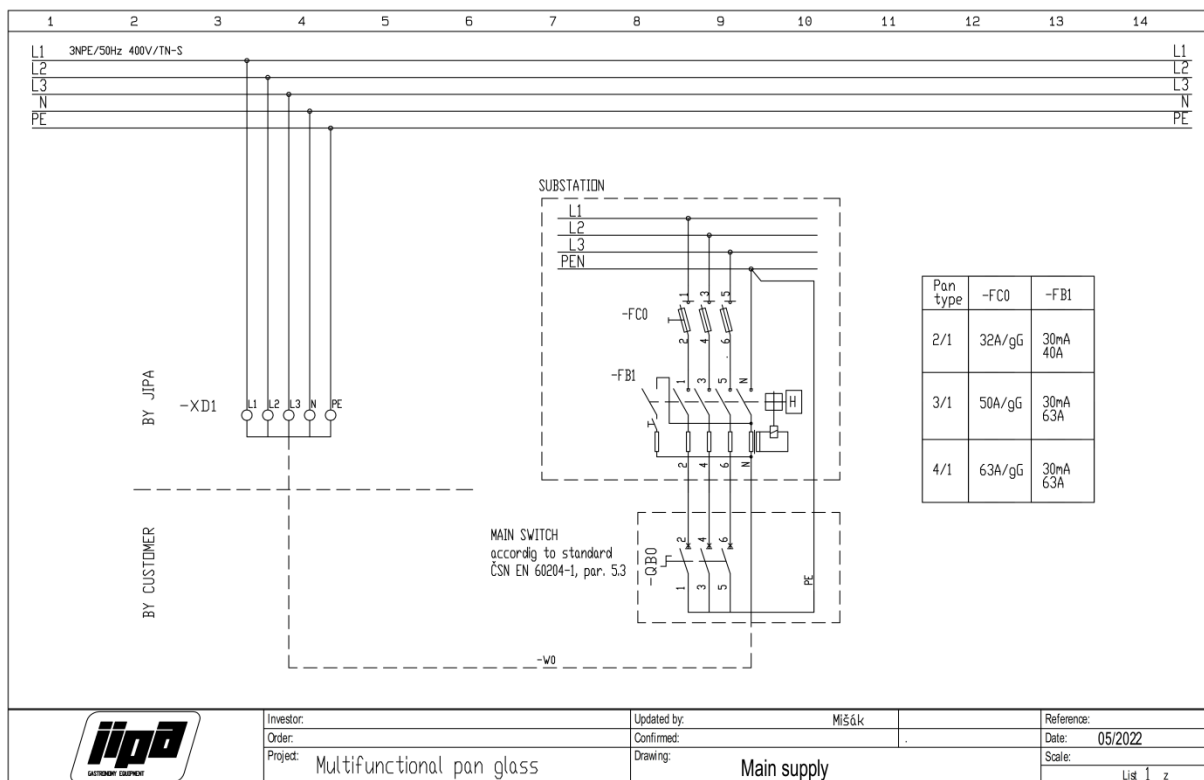 1 2 3 4 5 6 7 8 9 10 11 12 13 14
L1 3NPE/50Hz 400V/TN-S L1
L2 L2
L3 L3
N N
PE PE
SUBSTATION
L1
L2
L3
PEN
1 3 5
-FC0
2 4 6
-FB1
1 3 5 N
H
2 4 6 N
Pan type -FC0 -FB1
2/1 32A/gG 30mA 40A
3/1 50A/gG 30mA 63A
4/1 63A/gG 30mA 63A
BY JIPA
-XD1
L1 L2 L3 N PE
BY CUSTOMER
MAIN SWITCH
accordig to standard
ČSN EN 60204-1, par. 5.3
-QB0
2 4 6
1 3 5
PE
-W0
jipa
GASTRONOMY EQUIPMENT
Investor:
Order:
Project: Multifunctional pan glass
Updated by: Mišák
Confirmed: .
Drawing: Main supply
Reference:
Date: 05/2022
Scale:
List 1 z